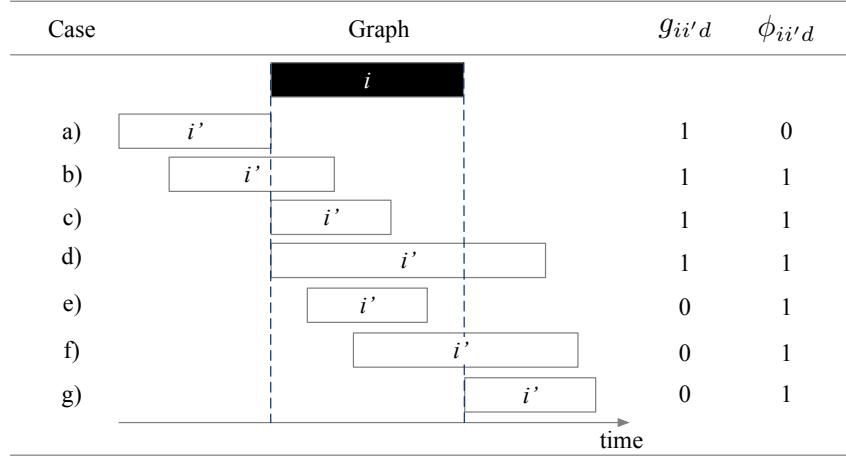 Case Graph g_{ii'd} ϕ_{ii'd}
i
a) i’ 1 0
b) i’ 1 1
c) i’ 1 1
d) i’ 1 1
e) i’ 0 1
f) i’ 0 1
g) i’ 0 1
time